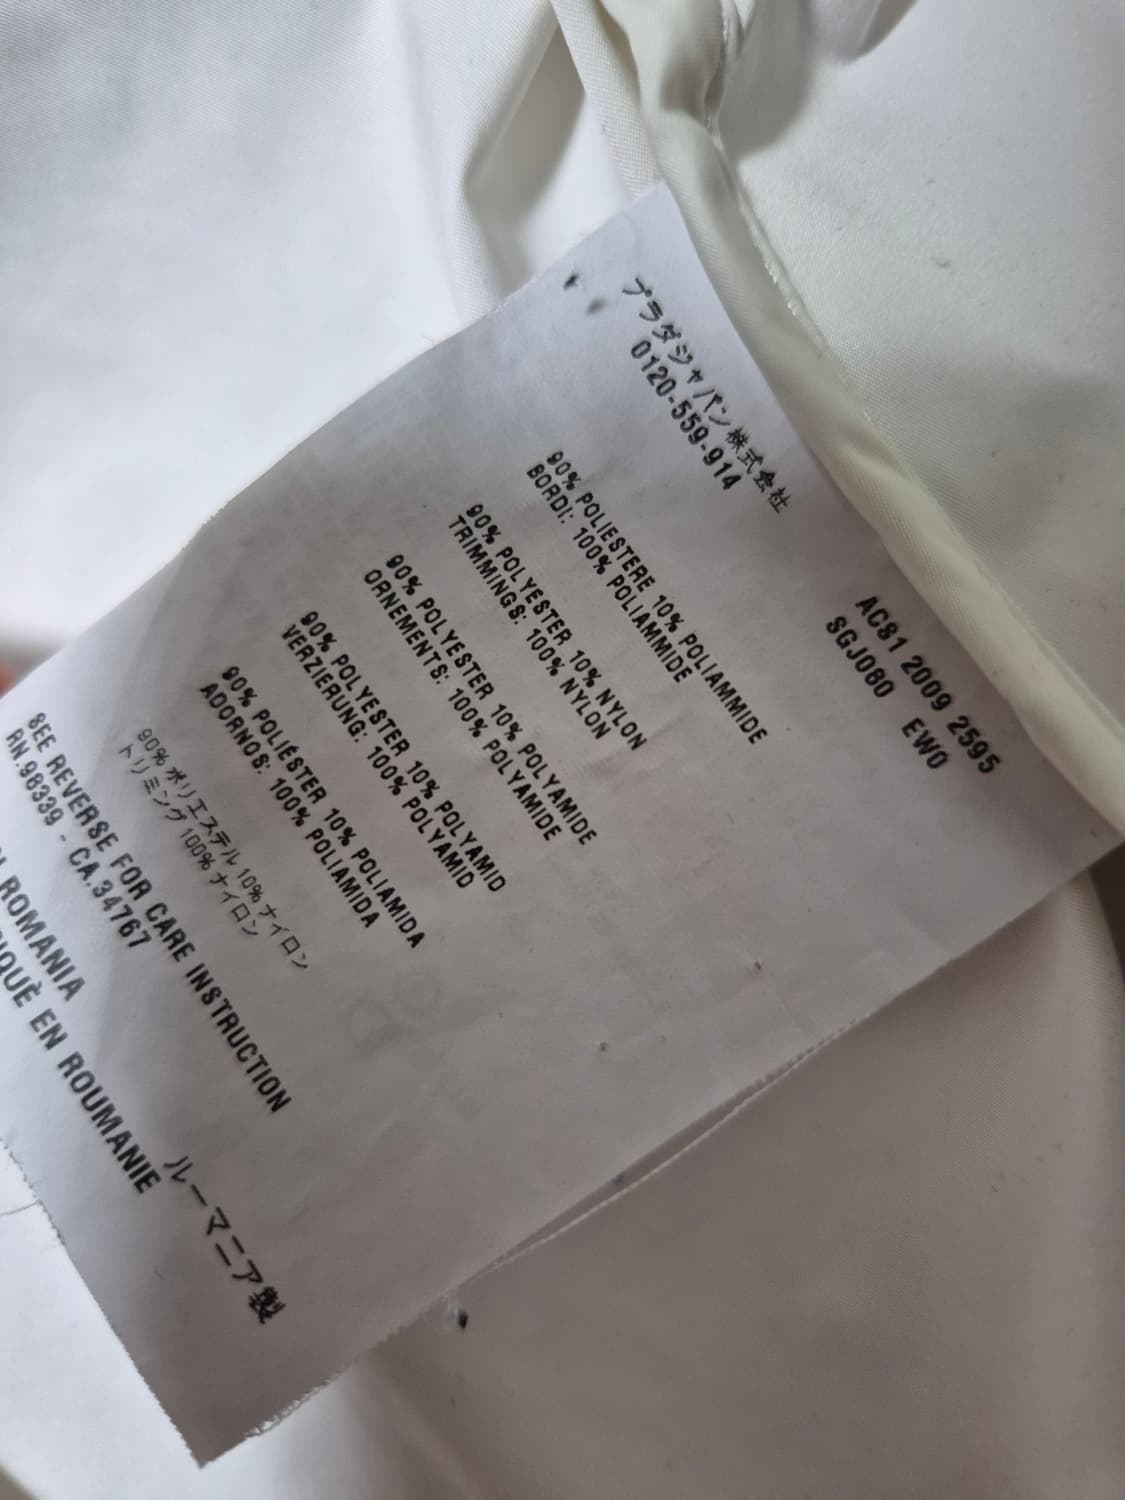 プラダジャパン株式会社
0120-559-914
AC81 2009 2595
SGJ080 EW0
90% POLIESTERE 10% POLIAMMIDE
BORDI: 100% POLIAMMIDE
90% POLYESTER 10% NYLON
TRIMMINGS: 100% NYLON
90% POLYESTER 10% POLYAMIDE
ORNEMENTS: 100% POLYAMIDE
90% POLYESTER 10% POLYAMID
VERZIERUNG: 100% POLYAMID
90% POLIÉSTER 10% POLIAMIDA
ADORNOS: 100% POLIAMIDA
90% ポリエステル 10% ナイロン
トリミング 100% ナイロン
SEE REVERSE FOR CARE INSTRUCTION
RN.98339 - CA.34767
ROMANIA
EN ROUMANIE
ルーマニア製